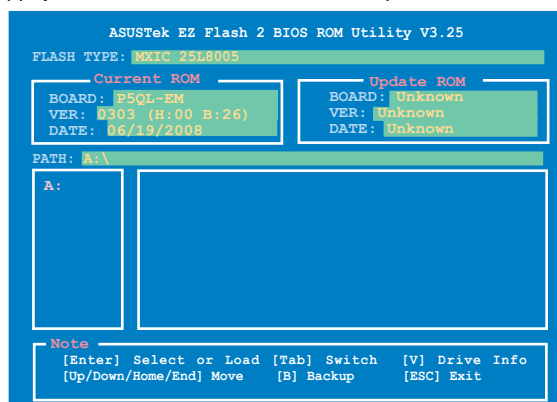 ASUSTek EZ Flash 2 BIOS ROM Utility V3.25
FLASH TYPE: MXIC 25L8005
Current ROM
BOARD: P5QL-EM
VER: 0303 (H:00 B:26)
DATE: 06/19/2008
Update ROM
BOARD: Unknown
VER: Unknown
DATE: Unknown
PATH: A:\
A:
Note
[Enter] Select or Load [Tab] Switch [V] Drive Info
[Up/Down/Home/End] Move [B] Backup [ESC] Exit